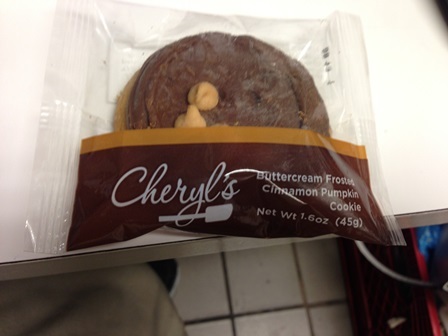 Cheryl's
Buttercream Frosted
Cinnamon Pumpkin
Cookie
Net Wt 1.6oz (45g)